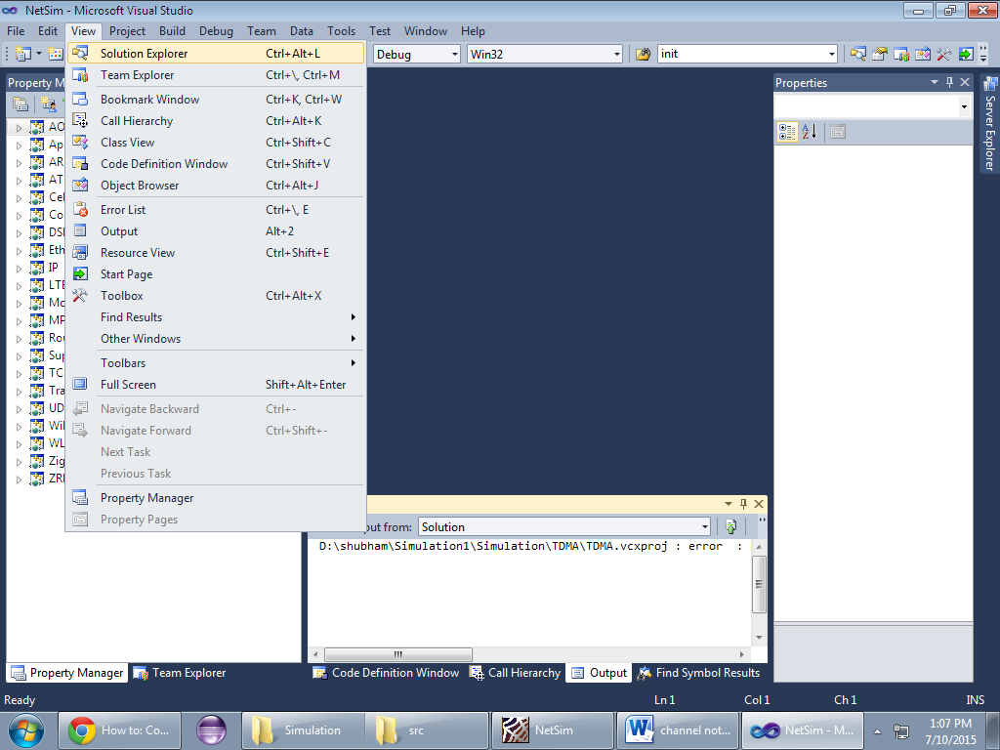 NetSim - Microsoft Visual Studio
File Edit View Project Build Debug Team Data Tools Test Window Help
Debug Win32 init
Property M
AO
Ap
AR
AT
Cel
Co
DSI
Eth
IP
LTE
Mo
MP
Rou
Sup
TC
Tra
UD
Wi
WL
Zig
ZRI
Solution Explorer Ctrl+Alt+L
Team Explorer Ctrl+\, Ctrl+M
Bookmark Window Ctrl+K, Ctrl+W
Call Hierarchy Ctrl+Alt+K
Class View Ctrl+Shift+C
Code Definition Window Ctrl+Shift+V
Object Browser Ctrl+Alt+J
Error List Ctrl+\, E
Output Alt+2
Resource View Ctrl+Shift+E
Start Page
Toolbox Ctrl+Alt+X
Find Results
Other Windows
Toolbars
Full Screen Shift+Alt+Enter
Navigate Backward Ctrl+-
Navigate Forward Ctrl+Shift+-
Next Task
Previous Task
Property Manager
Property Pages
Properties
Server Explorer
put from: Solution
D:\shubham\Simulation1\Simulation\TDMA\TDMA.vcxproj : error :
Property Manager Team Explorer
Code Definition Window Call Hierarchy Output Find Symbol Results
Ready Ln 1 Col 1 Ch 1 INS
How to: Co... Simulation src NetSim channel not... NetSim - M...
1:07 PM
7/10/2015